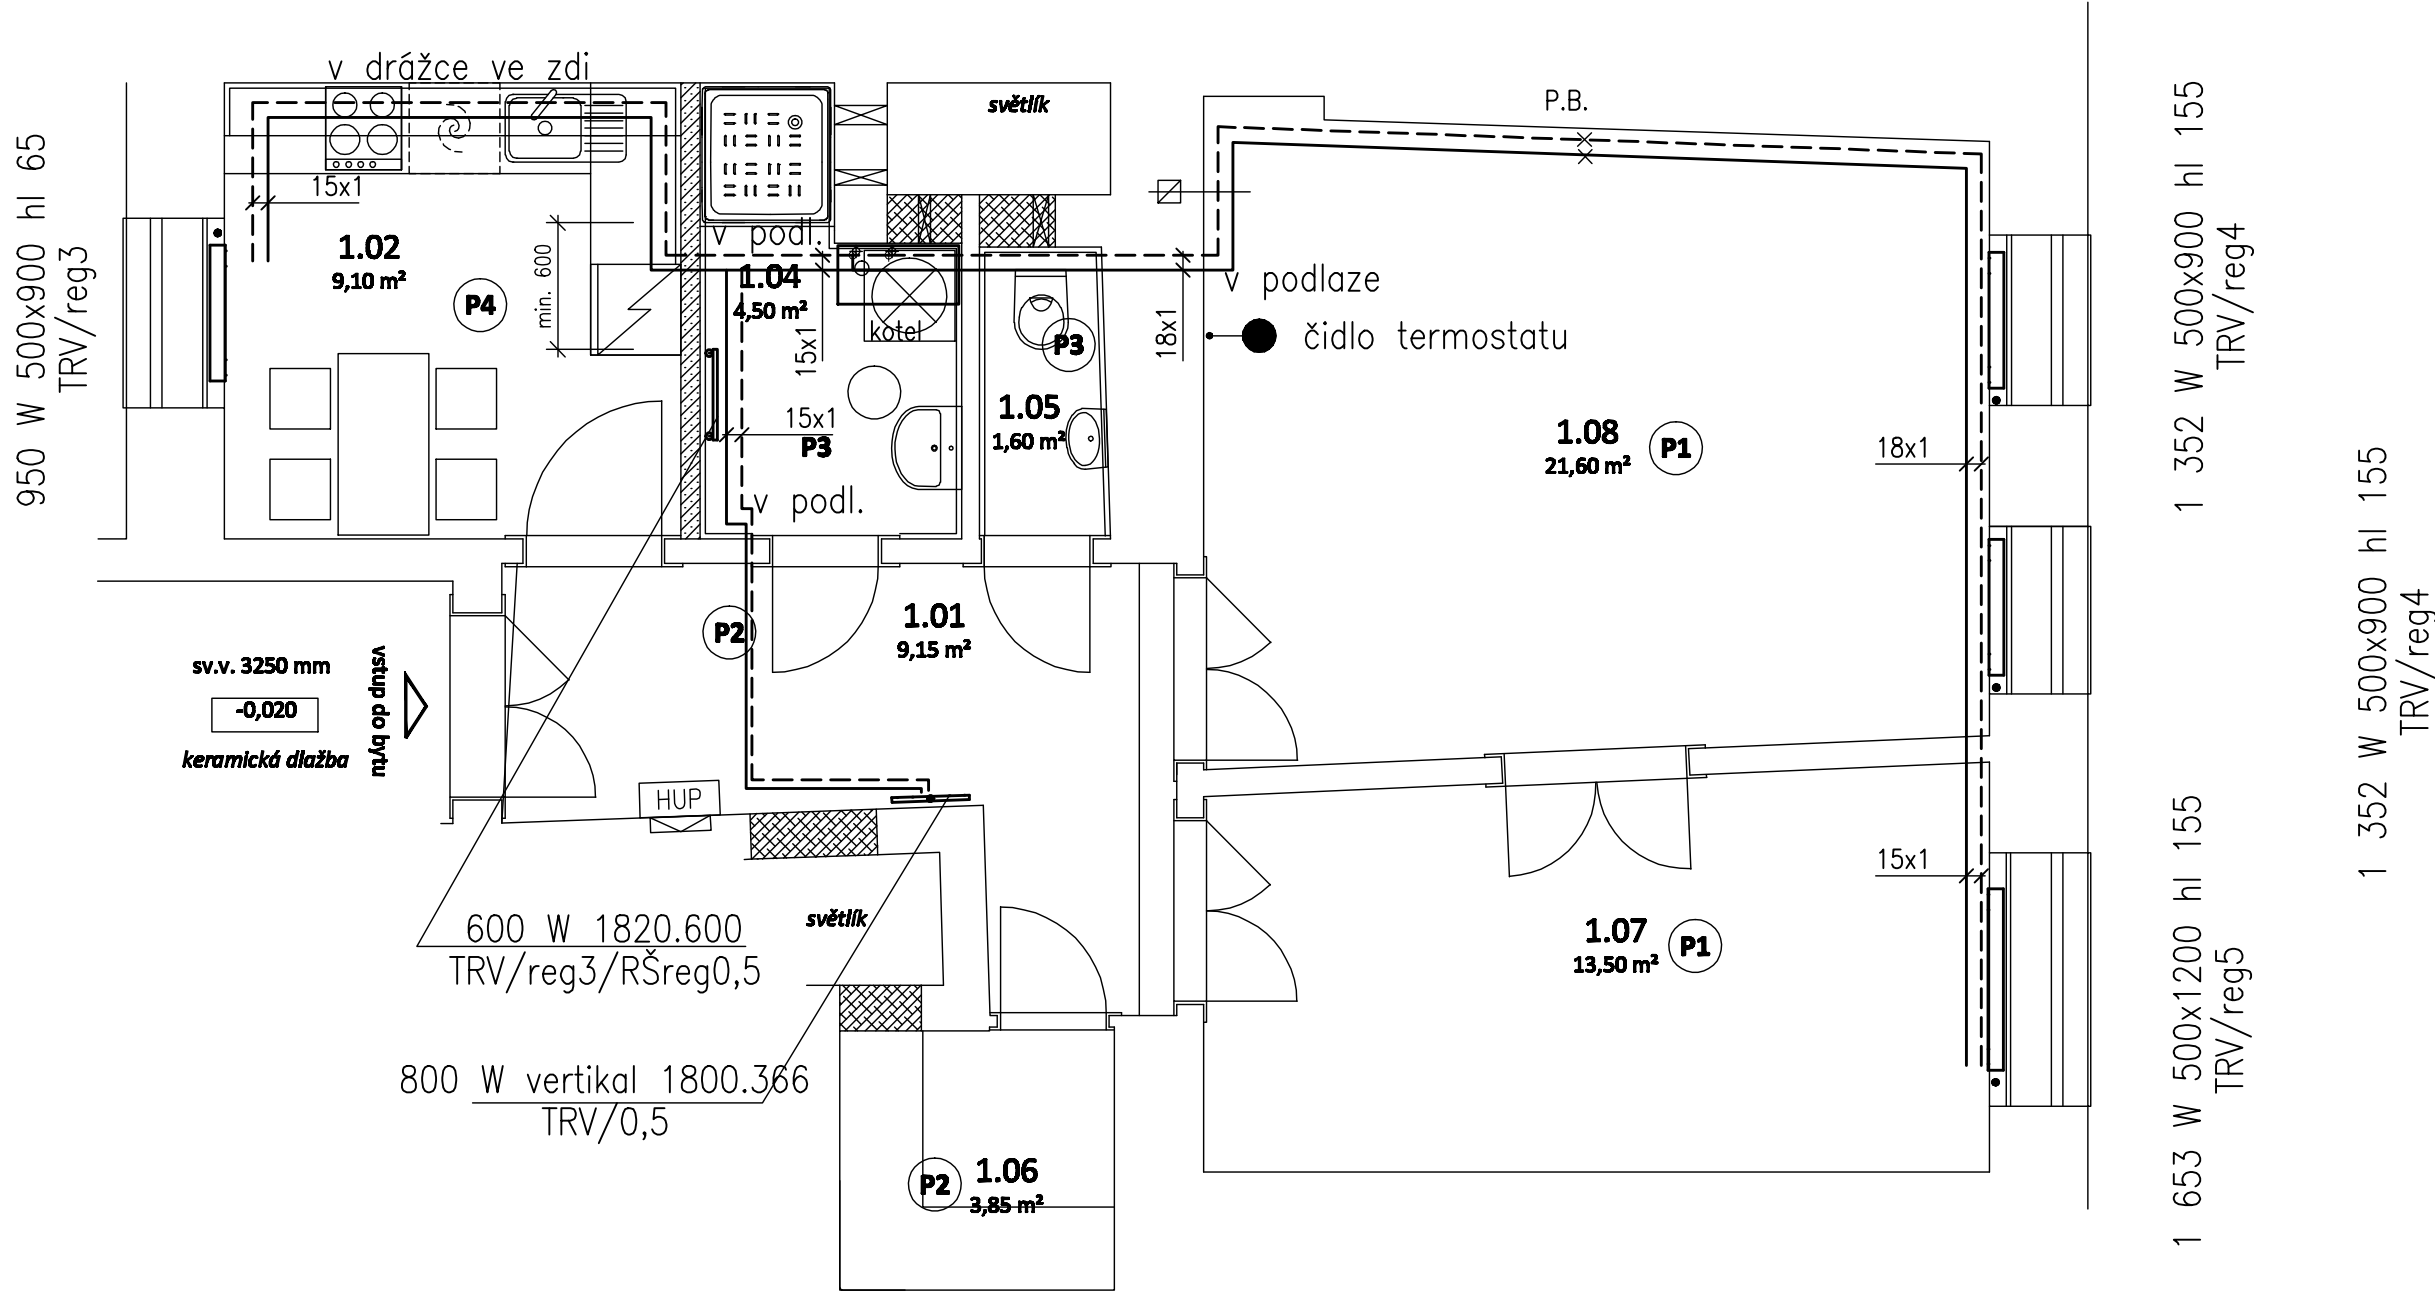 v drážce ve zdi
světlík
P.B.
950 W 500x900 hl 65
TRV/reg3
15x1
1.02
9,10 m²
P4
min. 600
v podl.
1.04
4,50 m²
kotel
15x1
15x1
P3
v podl.
P3
1.05
1,60 m²
18x1
v podlaze
čidlo termostatu
1.08
21,60 m²
P1
18x1
1 352 W 500x900 hl 155
TRV/reg4
1 352 W 500x900 hl 155
TRV/reg4
P2
1.01
9,15 m²
sv.v. 3250 mm
-0,020
keramická dlažba
vstup do bytu
HUP
15x1
600 W 1820.600
TRV/reg3/RŠreg0,5
světlík
1.07
13,50 m²
P1
1 653 W 500x1200 hl 155
TRV/reg5
800 W vertikal 1800.366
TRV/0,5
P2
1.06
3,85 m²